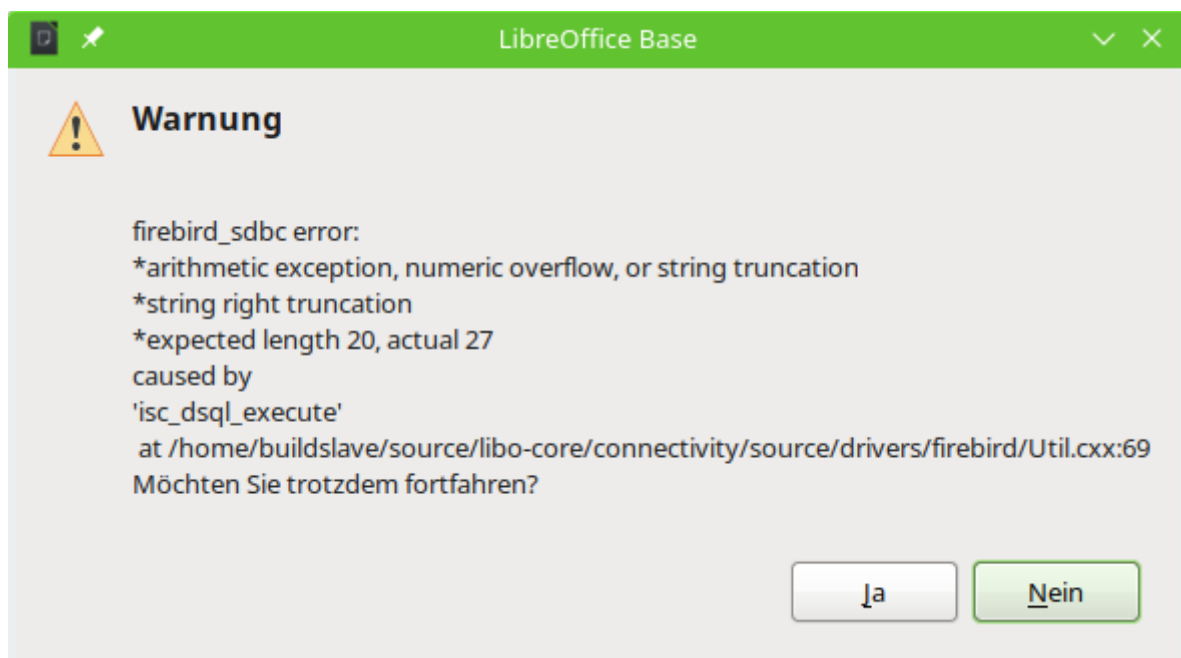 LibreOffice Base
Warnung
firebird_sdbc error:
*arithmetic exception, numeric overflow, or string truncation
*string right truncation
*expected length 20, actual 27
caused by
'isc_dsql_execute'
at /home/buildslave/source/libo-core/connectivity/source/drivers/firebird/Util.cxx:69
Möchten Sie trotzdem fortfahren?
Ja
Nein